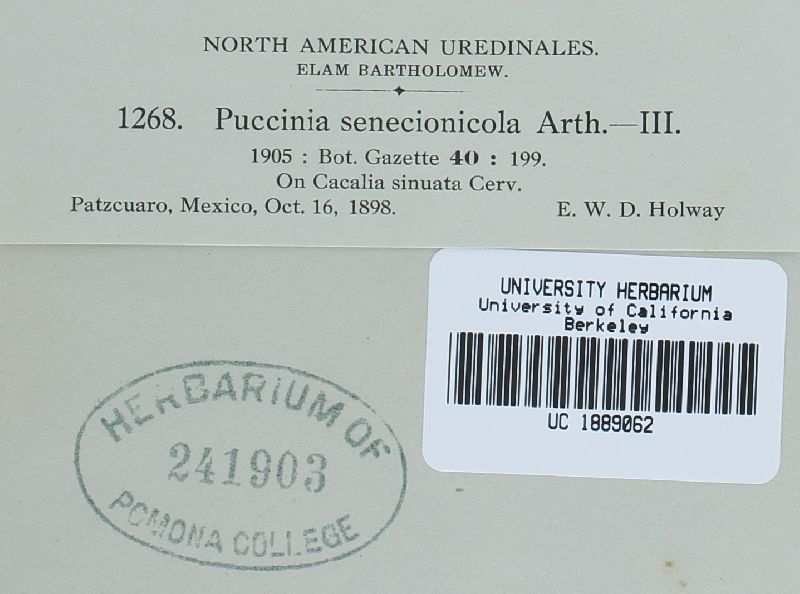 NORTH AMERICAN UREDINALES.
ELAM BARTHOLOMEW.
1268. Puccinia senecionicola Arth.—III.
1905 : Bot. Gazette 40 : 199.
On Cacalia sinuata Cerv.
Patzcuaro, Mexico, Oct. 16, 1898. E. W. D. Holway
UNIVERSITY HERBARIUM
University of California
Berkeley
UC 1889062
HERBARIUM OF
241903
POMONA COLLEGE